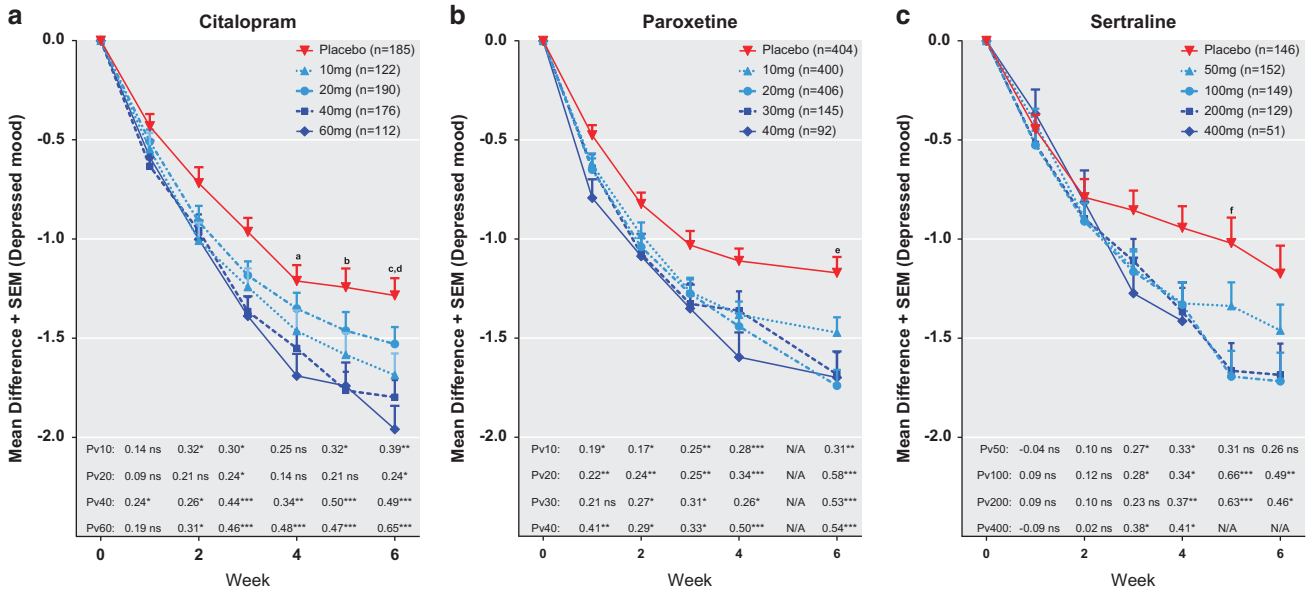 a
Citalopram
Mean Difference + SEM (Depressed mood)
0.0
-0.5
-1.0
-1.5
-2.0
Placebo (n=185)
10mg (n=122)
20mg (n=190)
40mg (n=176)
60mg (n=112)
a
b
c,d
Pv10: 0.14 ns 0.32* 0.30* 0.25 ns 0.32* 0.39**
Pv20: 0.09 ns 0.21 ns 0.24* 0.14 ns 0.21 ns 0.24*
Pv40: 0.24* 0.26* 0.44*** 0.34** 0.50*** 0.49***
Pv60: 0.19 ns 0.31* 0.46*** 0.48*** 0.47*** 0.65***
0 2 4 6
Week
b
Paroxetine
Mean Difference + SEM (Depressed mood)
0.0
-0.5
-1.0
-1.5
-2.0
Placebo (n=404)
10mg (n=400)
20mg (n=406)
30mg (n=145)
40mg (n=92)
e
Pv10: 0.19* 0.17* 0.25** 0.28*** N/A 0.31**
Pv20: 0.22** 0.24** 0.25** 0.34*** N/A 0.58***
Pv30: 0.21 ns 0.27* 0.31* 0.26* N/A 0.53***
Pv40: 0.41** 0.29* 0.33* 0.50*** N/A 0.54***
0 2 4 6
Week
c
Sertraline
Mean Difference + SEM (Depressed mood)
0.0
-0.5
-1.0
-1.5
-2.0
Placebo (n=146)
50mg (n=152)
100mg (n=149)
200mg (n=129)
400mg (n=51)
f
Pv50: -0.04 ns 0.10 ns 0.27* 0.33* 0.31 ns 0.26 ns
Pv100: 0.09 ns 0.12 ns 0.28* 0.34* 0.66*** 0.49**
Pv200: 0.09 ns 0.10 ns 0.23 ns 0.37** 0.63*** 0.46*
Pv400: -0.09 ns 0.02 ns 0.38* 0.41* N/A N/A
0 2 4 6
Week